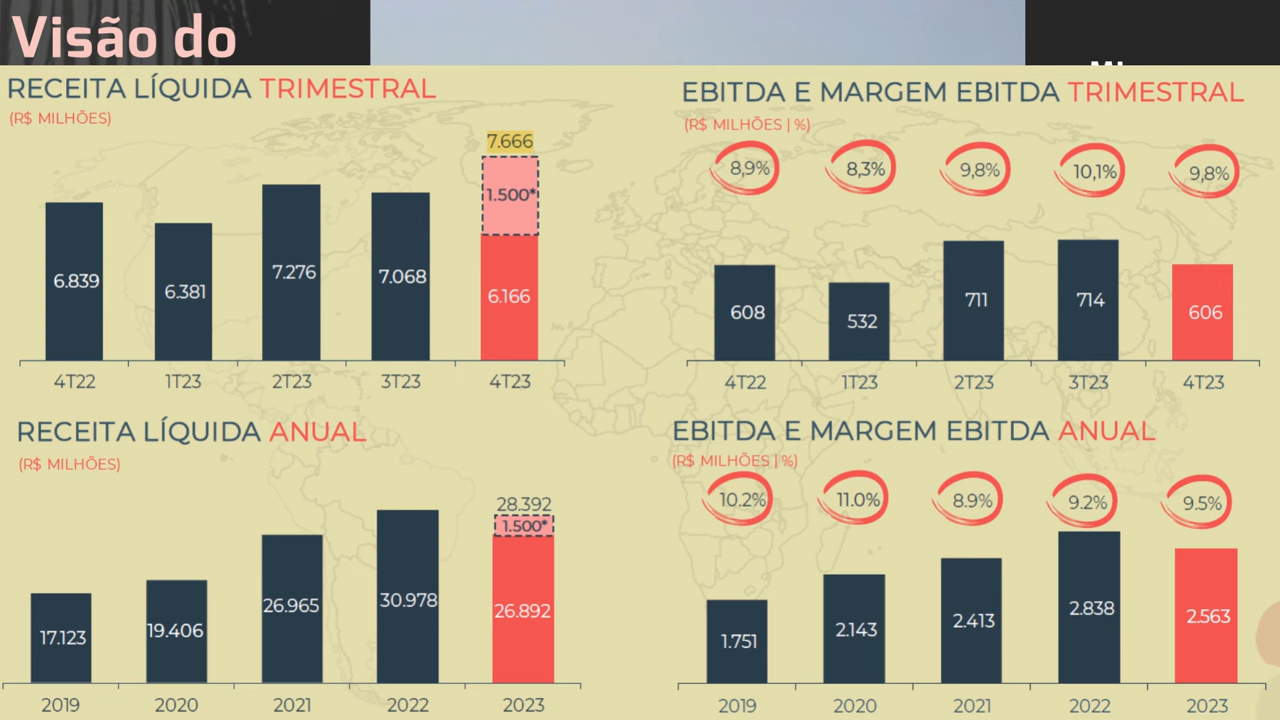 Visão do
RECEITA LÍQUIDA TRIMESTRAL
(R$ MILHÕES)
7.666
1.500*
6.839
6.381
7.276
7.068
6.166
4T22
1T23
2T23
3T23
4T23
EBITDA E MARGEM EBITDA TRIMESTRAL
(R$ MILHÕES | %)
8,9%
8,3%
9,8%
10,1%
9,8%
608
532
711
714
606
4T22
1T23
2T23
3T23
4T23
RECEITA LÍQUIDA ANUAL
(R$ MILHÕES)
28.392
1.500*
17.123
19.406
26.965
30.978
26.892
2019
2020
2021
2022
2023
EBITDA E MARGEM EBITDA ANUAL
(R$ MILHÕES | %)
10.2%
11.0%
8.9%
9.2%
9.5%
1.751
2.143
2.413
2.838
2.563
2019
2020
2021
2022
2023